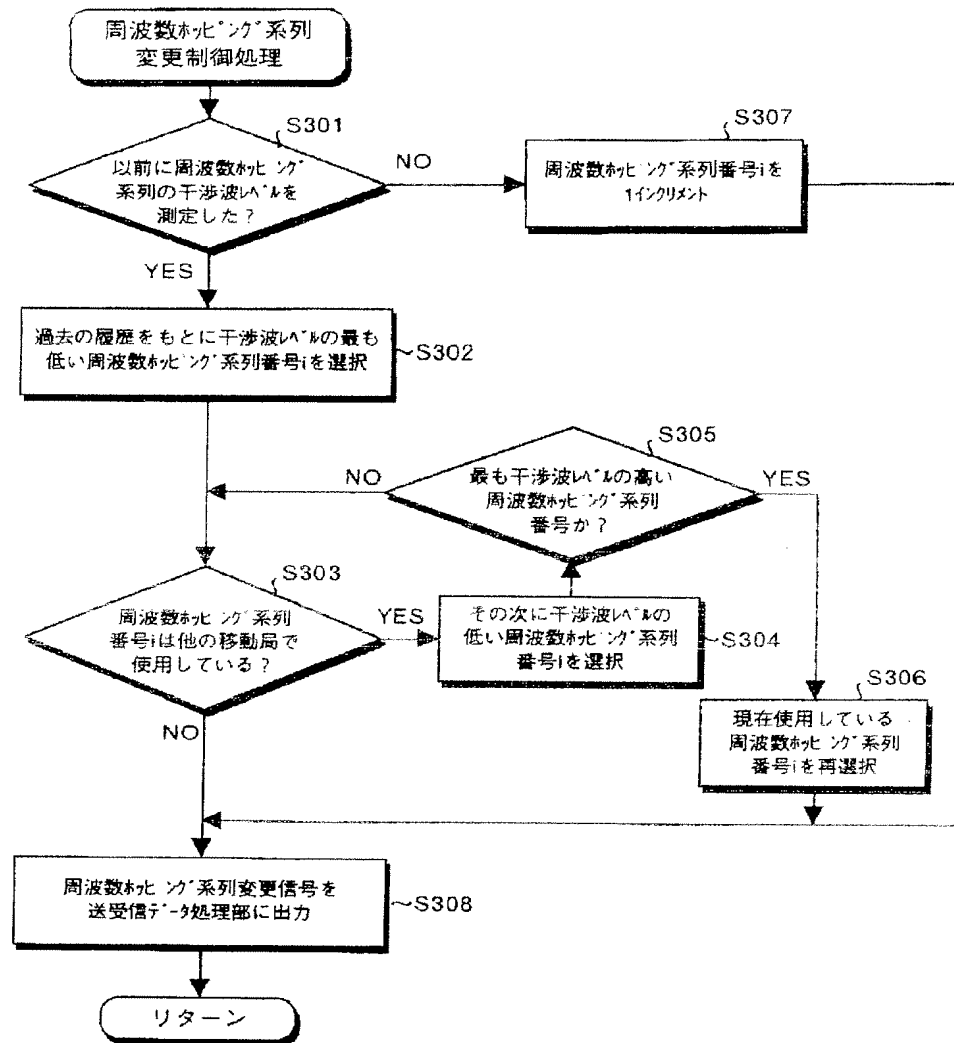 周波数ﾎｯﾋﾟﾝｸﾞ系列
変更制御処理
S301
以前に周波数ﾎｯﾋﾟﾝｸﾞ
系列の干渉波ﾚﾍﾞﾙを
測定した？
NO
YES
S307
周波数ﾎｯﾋﾟﾝｸﾞ系列番号iを
1ｲﾝｸﾘﾒﾝﾄ
過去の履歴をもとに干渉波ﾚﾍﾞﾙの最も
低い周波数ﾎｯﾋﾟﾝｸﾞ系列番号iを選択
S302
S305
最も干渉波ﾚﾍﾞﾙの高い
周波数ﾎｯﾋﾟﾝｸﾞ系列
番号か？
NO
YES
S303
周波数ﾎｯﾋﾟﾝｸﾞ系列
番号iは他の移動局で
使用している？
YES
NO
その次に干渉波ﾚﾍﾞﾙの
低い周波数ﾎｯﾋﾟﾝｸﾞ系列
番号iを選択
S304
S306
現在使用している
周波数ﾎｯﾋﾟﾝｸﾞ系列
番号iを再選択
周波数ﾎｯﾋﾟﾝｸﾞ系列変更信号を
送受信ﾃﾞｰﾀ処理部に出力
S308
リターン